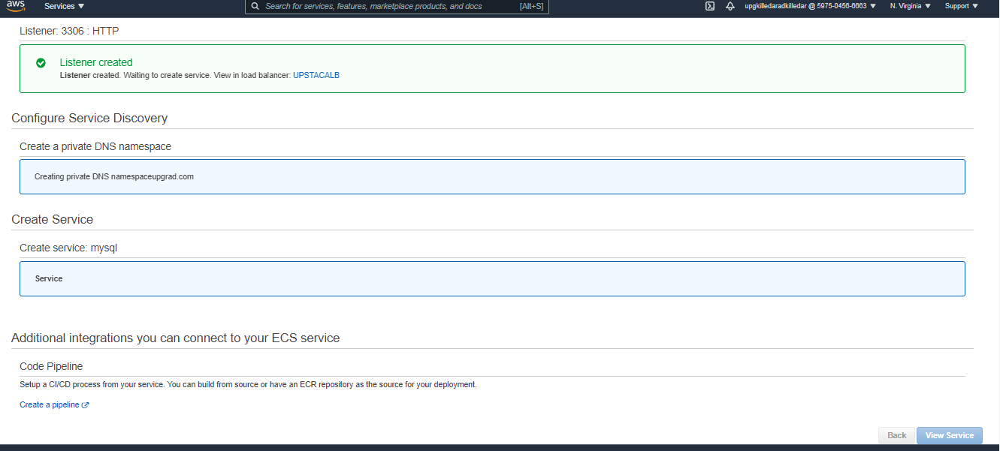 aws
Services ▼
Search for services, features, marketplace products, and docs [Alt+S]
upgkilledaradkilledar @ 5975-0456-6663 ▼ N. Virginia ▼ Support ▼
Listener: 3306 : HTTP
Listener created
Listener created. Waiting to create service. View in load balancer: UPSTACALB
Configure Service Discovery
Create a private DNS namespace
Creating private DNS namespaceupgrad.com
Create Service
Create service: mysql
Service
Additional integrations you can connect to your ECS service
Code Pipeline
Setup a CI/CD process from your service. You can build from source or have an ECR repository as the source for your deployment.
Create a pipeline
Back View Service